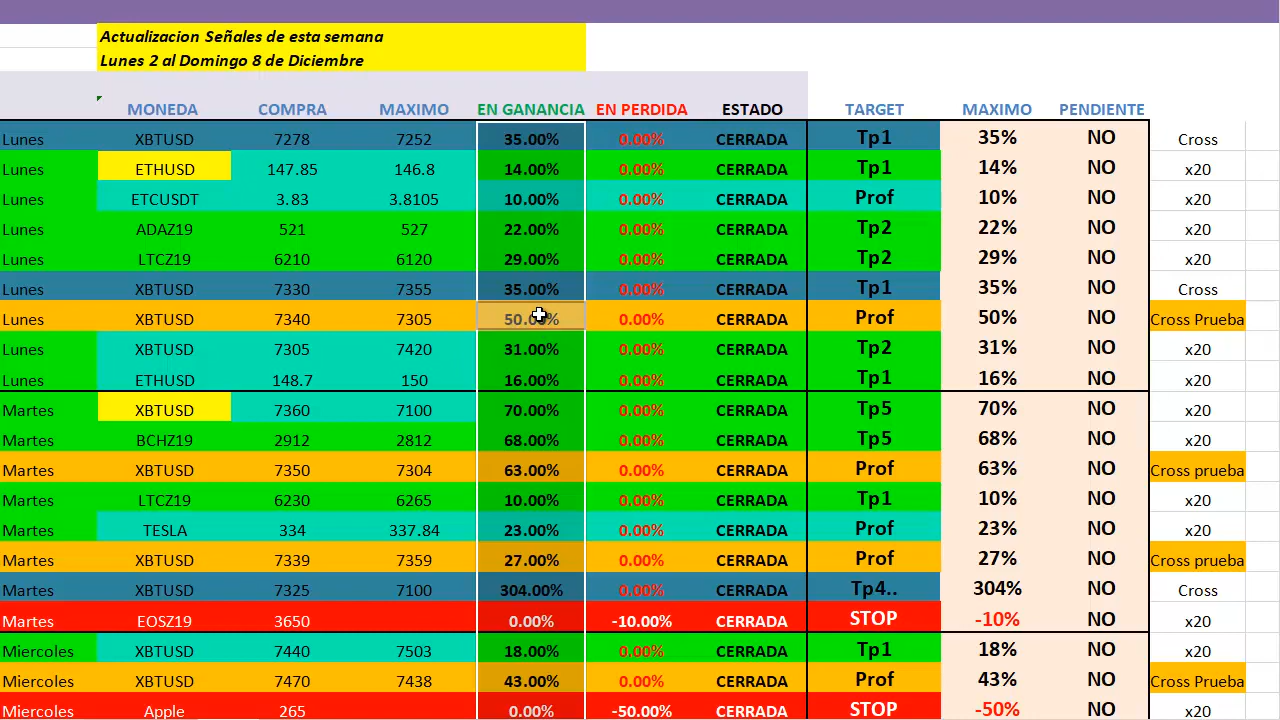 Actualizacion Señales de esta semana
Lunes 2 al Domingo 8 de Diciembre
MONEDA COMPRA MAXIMO EN GANANCIA EN PERDIDA ESTADO TARGET MAXIMO PENDIENTE
Lunes XBTUSD 7278 7252 35.00% 0.00% CERRADA Tp1 35% NO Cross
Lunes ETHUSD 147.85 146.8 14.00% 0.00% CERRADA Tp1 14% NO x20
Lunes ETCUSDT 3.83 3.8105 10.00% 0.00% CERRADA Prof 10% NO x20
Lunes ADAZ19 521 527 22.00% 0.00% CERRADA Tp2 22% NO x20
Lunes LTCZ19 6210 6120 29.00% 0.00% CERRADA Tp2 29% NO x20
Lunes XBTUSD 7330 7355 35.00% 0.00% CERRADA Tp1 35% NO Cross
Lunes XBTUSD 7340 7305 50.00% 0.00% CERRADA Prof 50% NO Cross Prueba
Lunes XBTUSD 7305 7420 31.00% 0.00% CERRADA Tp2 31% NO x20
Lunes ETHUSD 148.7 150 16.00% 0.00% CERRADA Tp1 16% NO x20
Martes XBTUSD 7360 7100 70.00% 0.00% CERRADA Tp5 70% NO x20
Martes BCHZ19 2912 2812 68.00% 0.00% CERRADA Tp5 68% NO x20
Martes XBTUSD 7350 7304 63.00% 0.00% CERRADA Prof 63% NO Cross prueba
Martes LTCZ19 6230 6265 10.00% 0.00% CERRADA Tp1 10% NO x20
Martes TESLA 334 337.84 23.00% 0.00% CERRADA Prof 23% NO x20
Martes XBTUSD 7339 7359 27.00% 0.00% CERRADA Prof 27% NO Cross prueba
Martes XBTUSD 7325 7100 304.00% 0.00% CERRADA Tp4.. 304% NO Cross
Martes EOSZ19 3650 0.00% -10.00% CERRADA STOP -10% NO x20
Miercoles XBTUSD 7440 7503 18.00% 0.00% CERRADA Tp1 18% NO x20
Miercoles XBTUSD 7470 7438 43.00% 0.00% CERRADA Prof 43% NO Cross Prueba
Miercoles Apple 265 0.00% -50.00% CERRADA STOP -50% NO x20